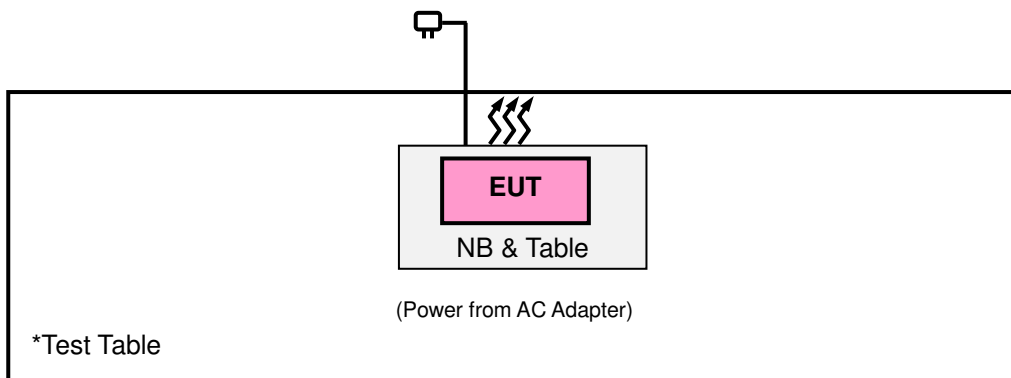 EUT
NB & Table
(Power from AC Adapter)
*Test Table